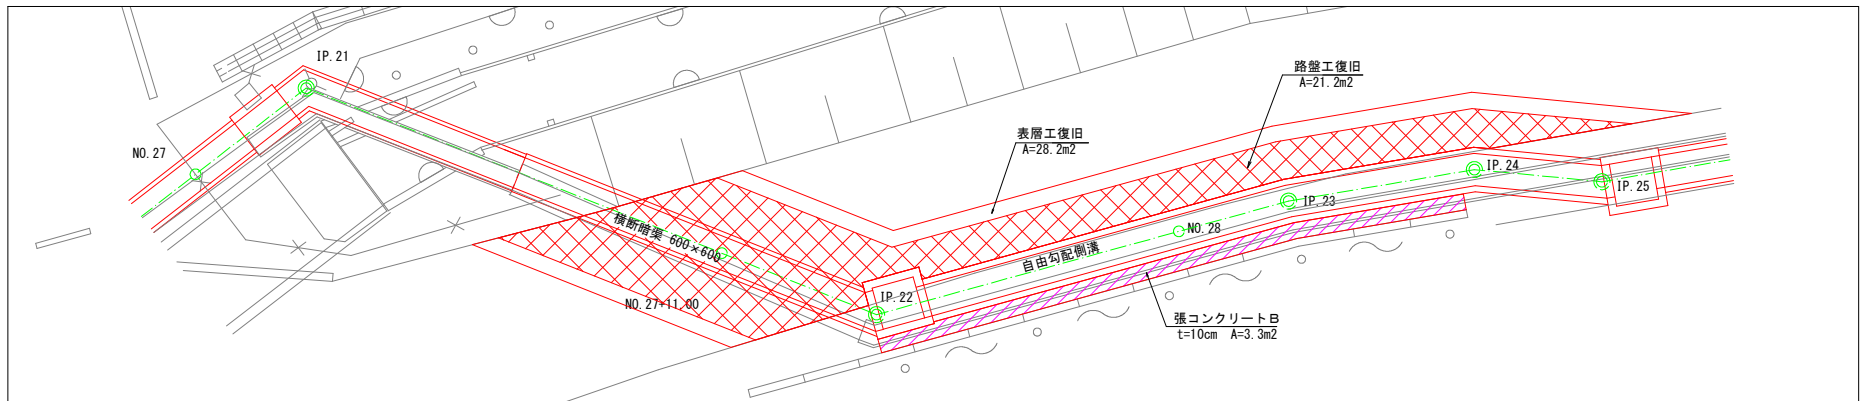 IP.21
路盤工復旧
A=21.2m2
表層工復旧
A=28.2m2
NO.27
IP.24
IP.25
IP.23
横断暗渠 600×600
NO.28
自由勾配側溝
IP.22
NO.27+11.00
張コンクリートB
t=10cm A=3.3m2